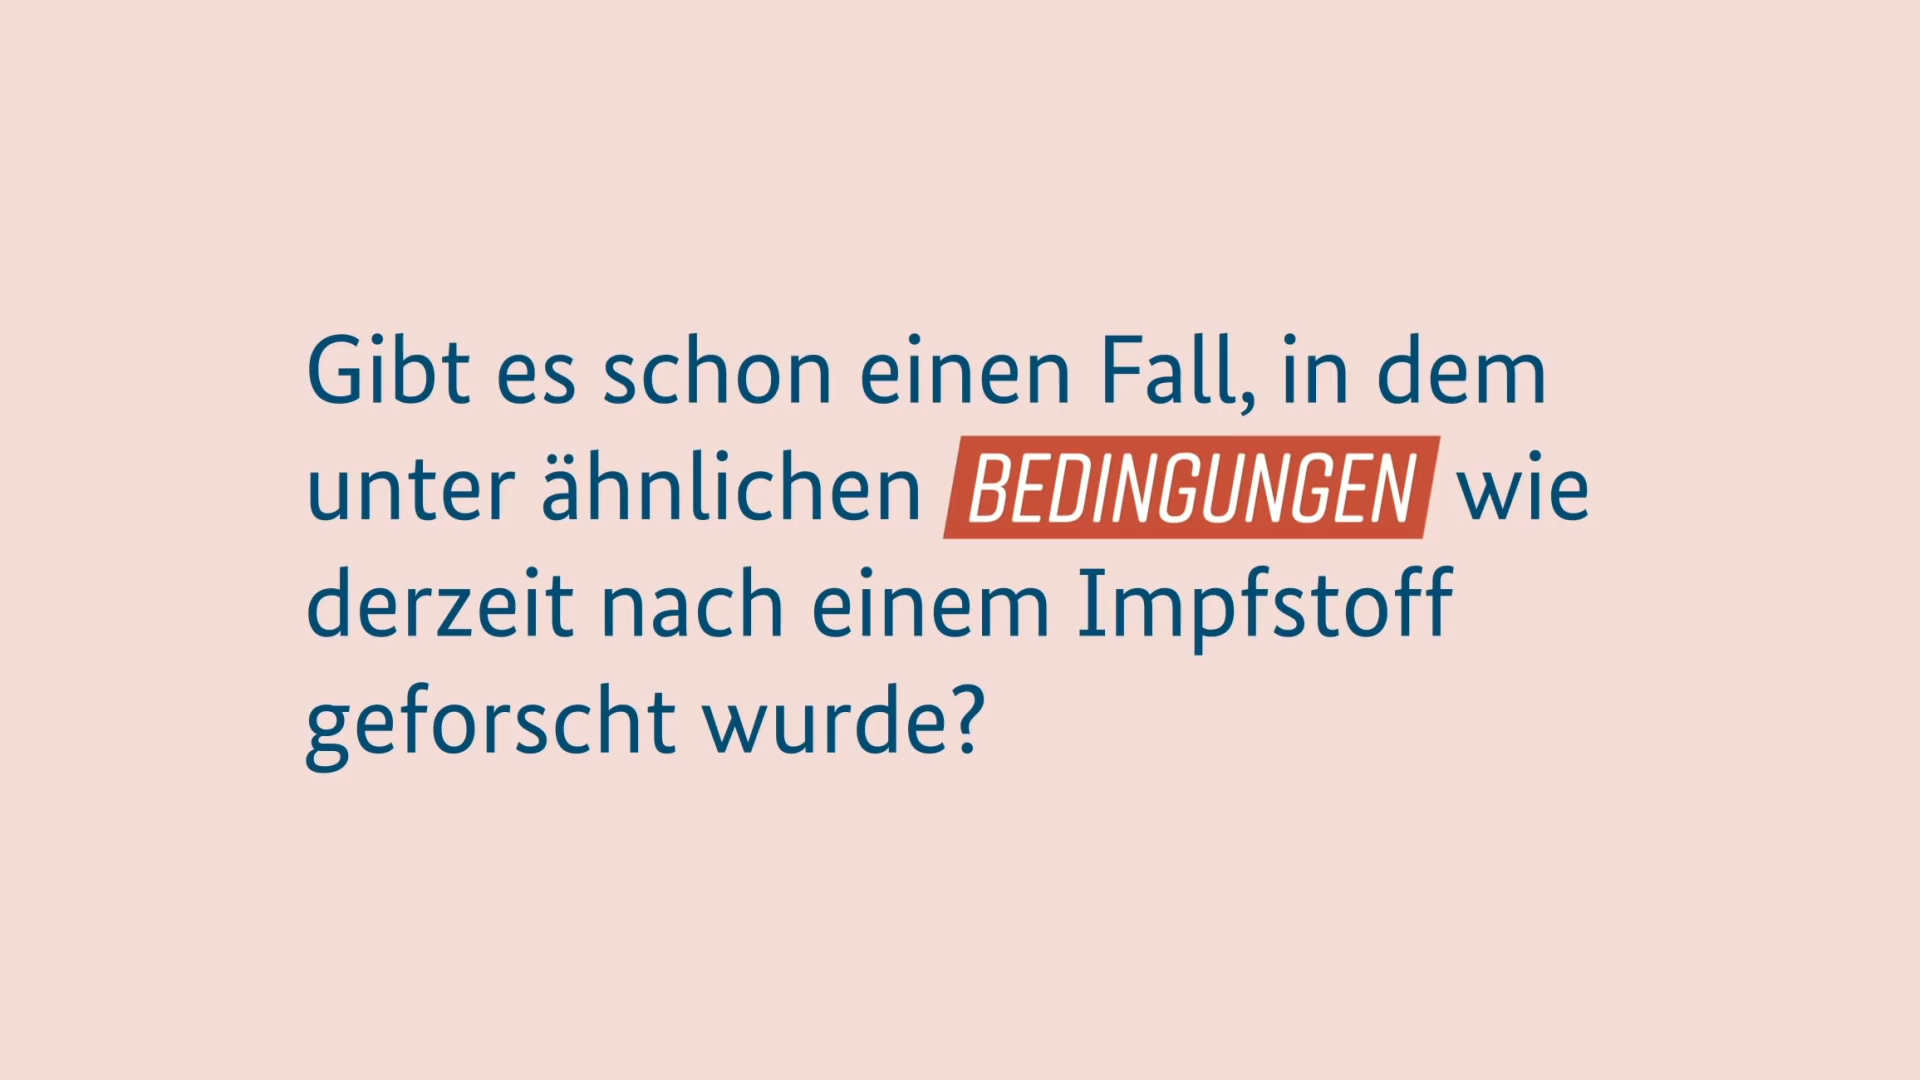 Gibt es schon einen Fall, in dem
unter ähnlichen BEDINGUNGEN wie
derzeit nach einem Impfstoff
geforscht wurde?